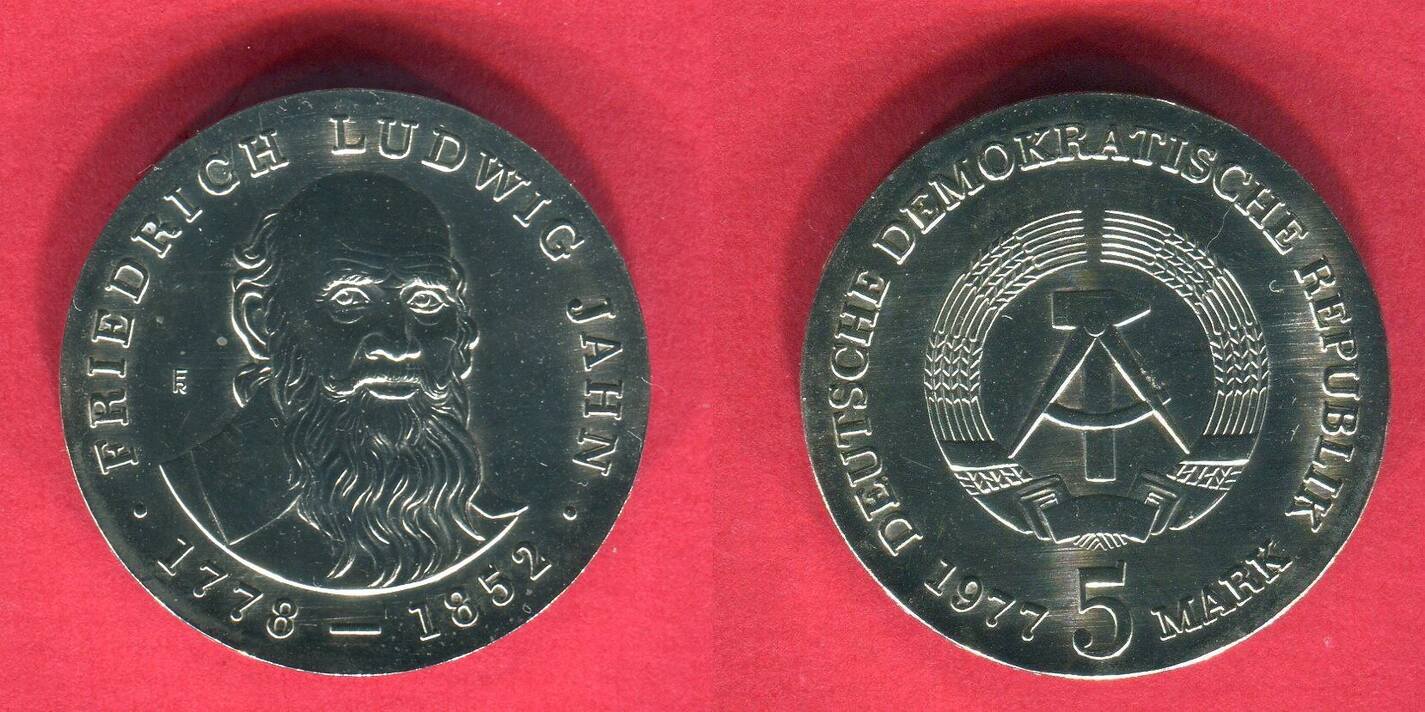 FRIEDRICH LUDWIG JAHN
1778 — 1852
DEUTSCHE DEMOKRATISCHE REPUBLIK
1977 5 MARK